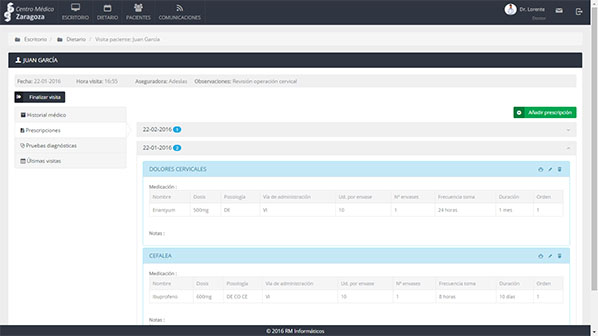 Centro Médico
Zaragoza
ESCRITORIO
DIETARIO
PACIENTES
COMUNICACIONES
Dr. Lorente
Doctor
Escritorio / Dietario / Visita paciente: Juan García
JUAN GARCÍA
Fecha: 22-01-2016 Hora visita: 16:55 Aseguradora: Adeslas Observaciones: Revisión operación cervical
Finalizar visita
Añadir prescripción
Historial médico
Prescripciones
Pruebas diagnósticas
Últimas visitas
22-02-2016
22-01-2016 2
DOLORES CERVICALES
Medicación :
Nombre Dosis Posología Vía de administración Ud. por envase Nº envases Frecuencia toma Duración Orden
Enantyum 500mg DE VI 10 1 24 horas 1 mes 1
Notas :
CEFALEA
Medicación :
Nombre Dosis Posología Vía de administración Ud. por envase Nº envases Frecuencia toma Duración Orden
Ibuprofeno 600mg DE CO CE VI 10 1 8 horas 10 días 1
© 2016 RM Informáticos